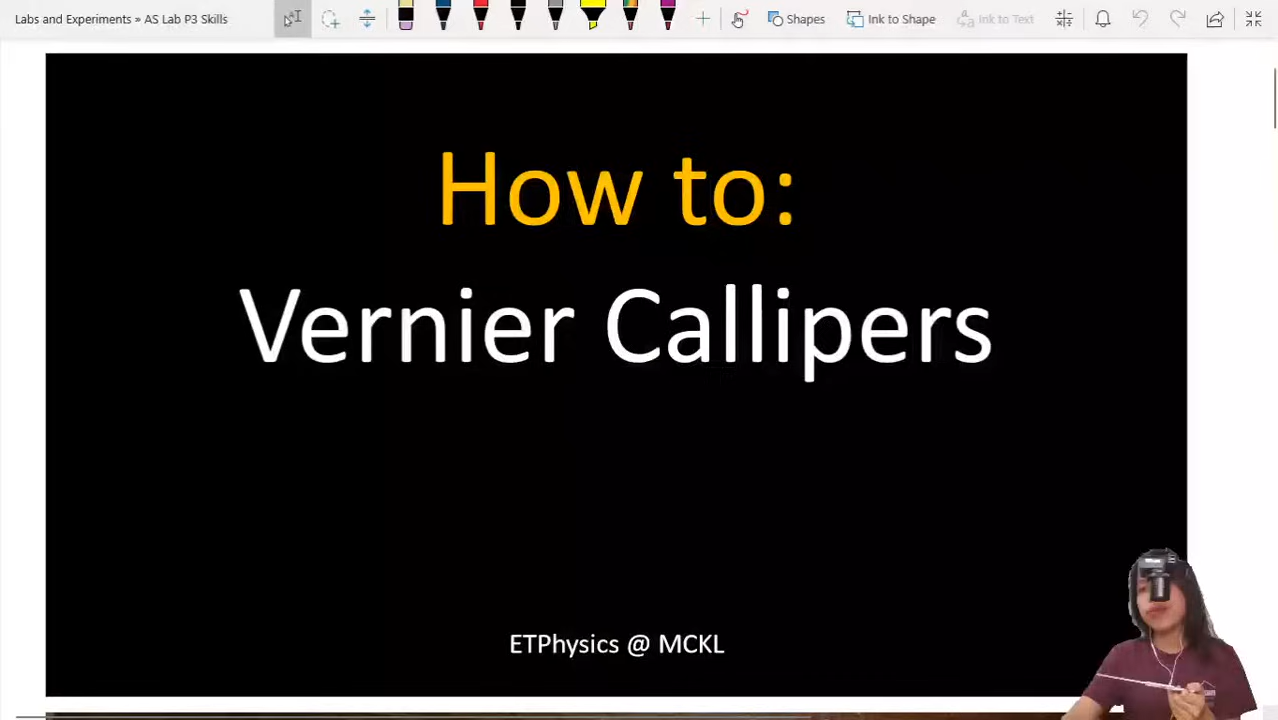 Labs and Experiments » AS Lab P3 Skills
Shapes
Ink to Shape
Ink to Text
How to:
Vernier Callipers
ETPhysics @ MCKL